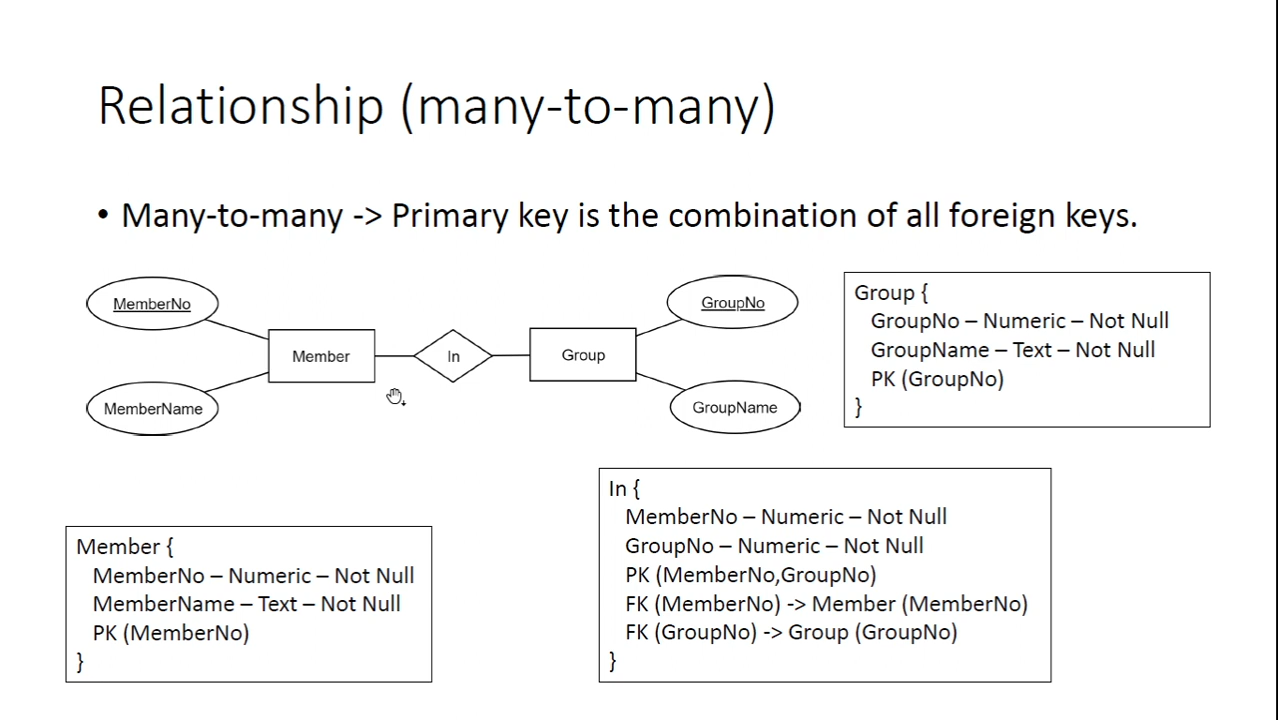 Relationship (many-to-many)
• Many-to-many -> Primary key is the combination of all foreign keys.
MemberNo
MemberName
Member
In
Group
GroupNo
GroupName
Group {
GroupNo – Numeric – Not Null
GroupName – Text – Not Null
PK (GroupNo)
}
Member {
MemberNo – Numeric – Not Null
MemberName – Text – Not Null
PK (MemberNo)
}
In {
MemberNo – Numeric – Not Null
GroupNo – Numeric – Not Null
PK (MemberNo,GroupNo)
FK (MemberNo) -> Member (MemberNo)
FK (GroupNo) -> Group (GroupNo)
}